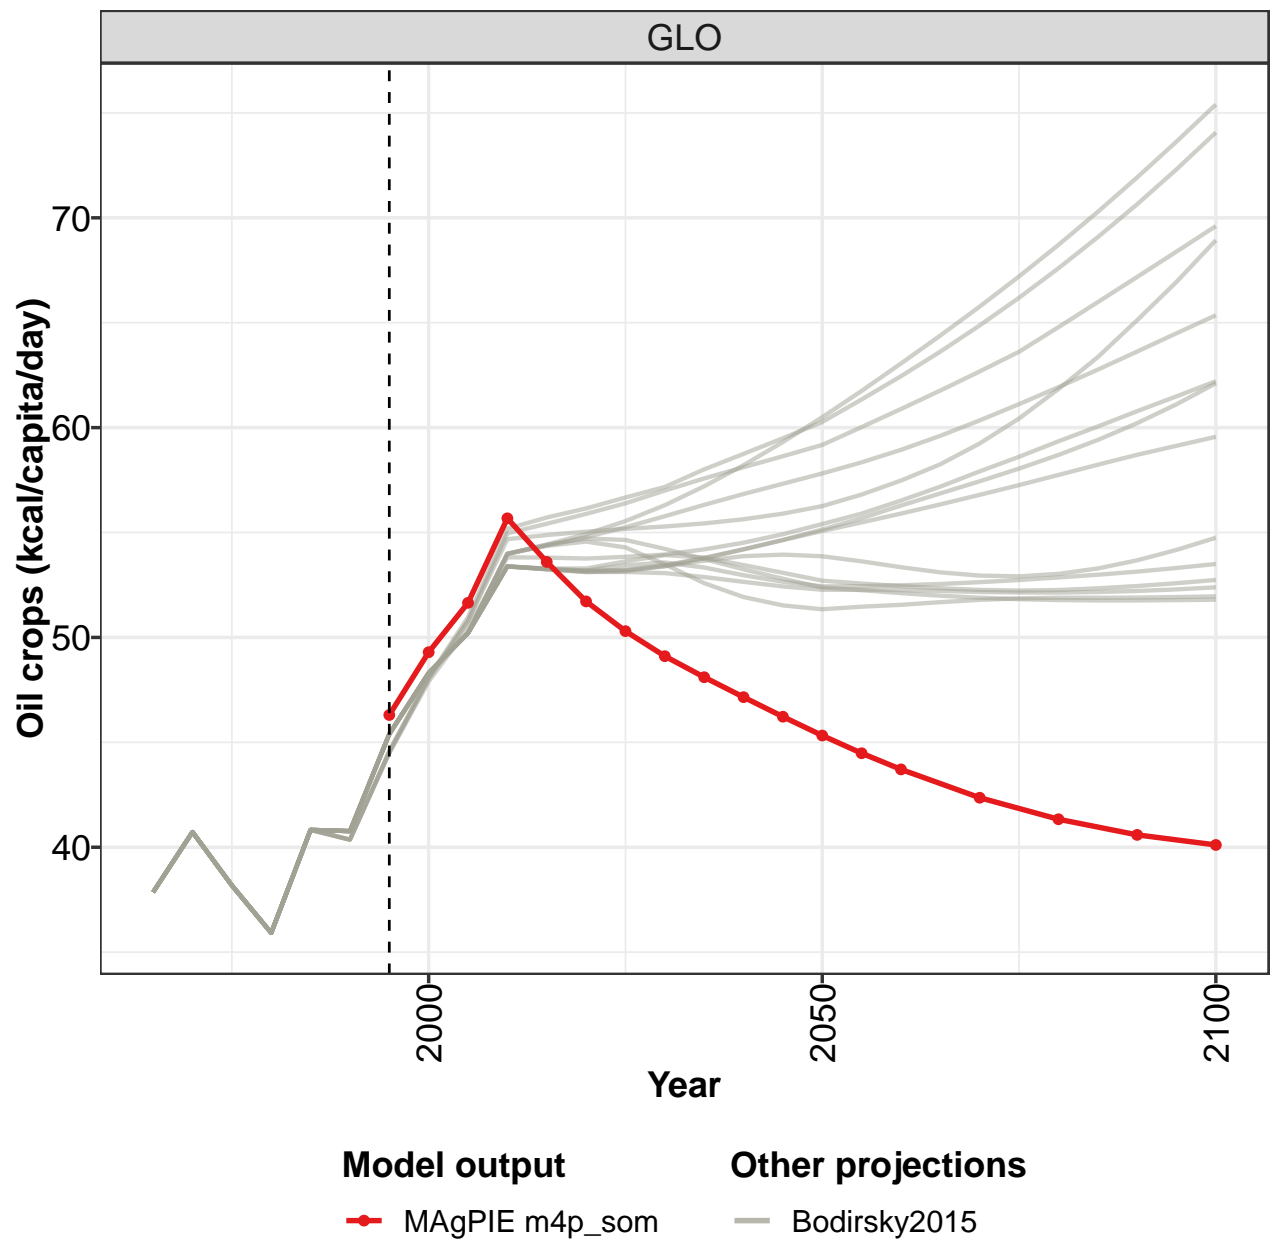 GLO
Oil crops (kcal/capita/day)
70
60
50
40
2000
2050
2100
Year
Model output
Other projections
MAgPIE m4p_som
Bodirsky2015